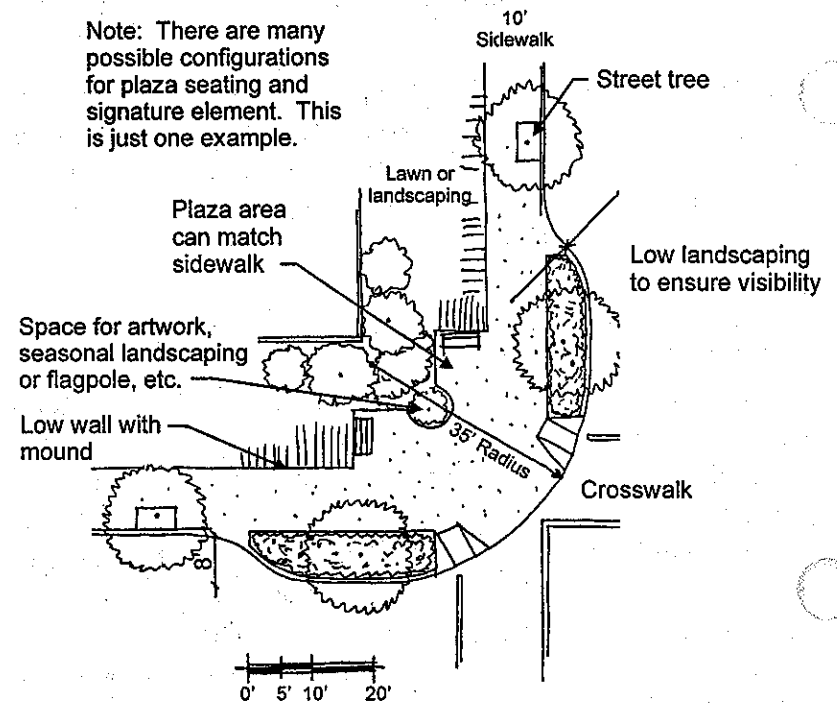 Note: There are many
possible configurations
for plaza seating and
signature element. This
is just one example.
10'
Sidewalk
Street tree
Lawn or
landscaping
Plaza area
can match
sidewalk
Low landscaping
to ensure visibility
Space for artwork,
seasonal landscaping
or flagpole, etc.
35' Radius
Low wall with
mound
Crosswalk
8'
0' 5' 10' 20'